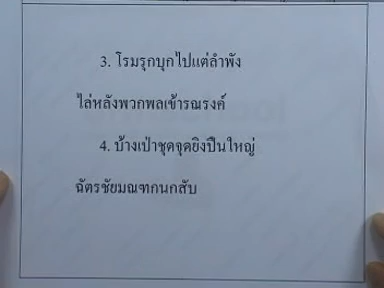 3. โรมรุกบุกไปแต่ลำพัง
ไล่หลังพวกพลเข้ารณรงค์
4. บ้างเป่าชุดจุดยิงปืนใหญ่
ฉัตรชัยมณฑกนกสับ